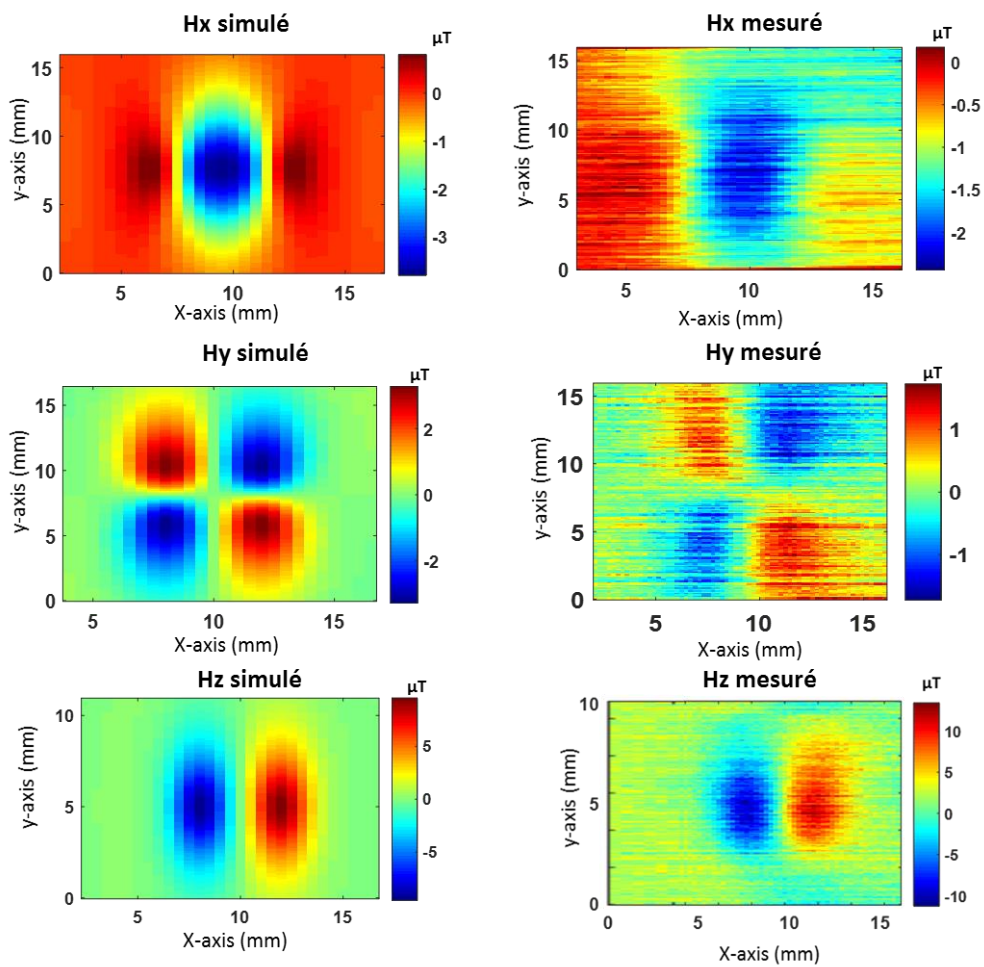 Hx simulé
µT
15
10
5
0
y-axis (mm)
5
10
15
X-axis (mm)
0
-1
-2
-3
Hx mesuré
µT
15
10
5
0
y-axis (mm)
5
10
15
X-axis (mm)
0
-0.5
-1
-1.5
-2
Hy simulé
µT
15
10
5
0
y-axis (mm)
5
10
15
X-axis (mm)
2
0
-2
Hy mesuré
µT
15
10
5
0
y-axis (mm)
5
10
15
X-axis (mm)
1
0
-1
Hz simulé
µT
10
5
0
y-axis (mm)
5
10
15
X-axis (mm)
5
0
-5
Hz mesuré
µT
10
5
0
y-axis (mm)
0
5
10
15
X-axis (mm)
10
5
0
-5
-10